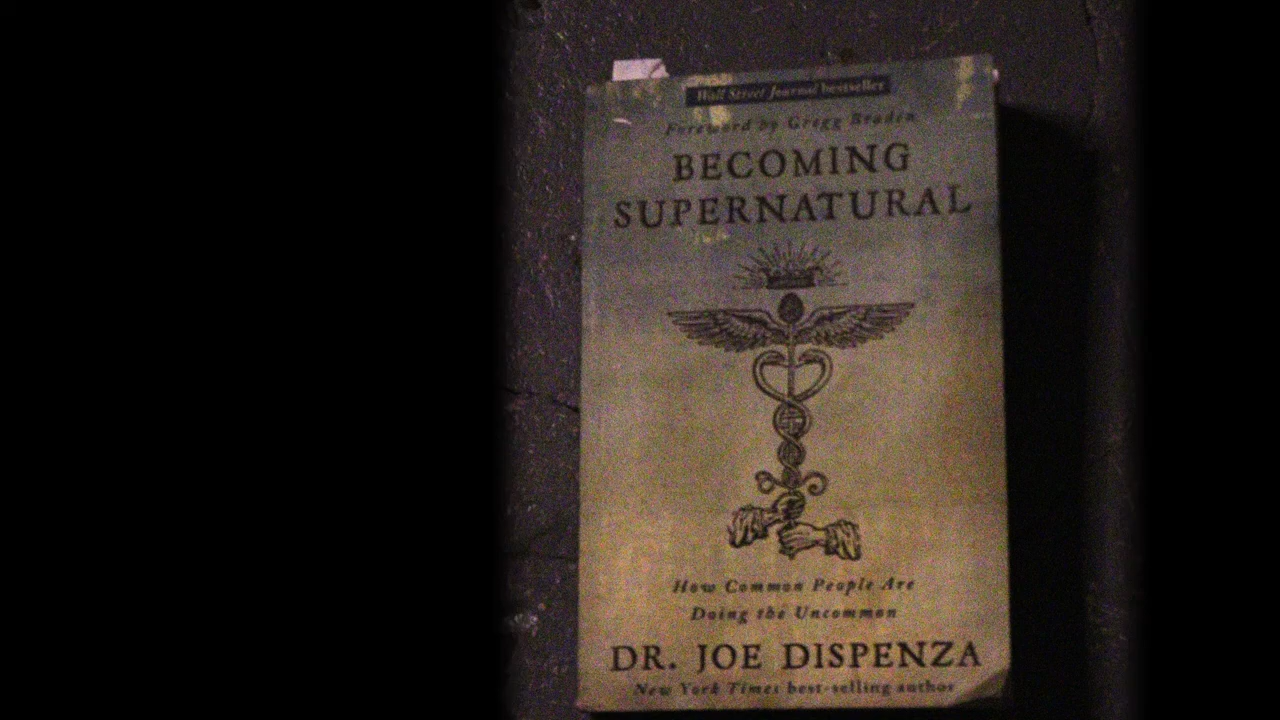 Wall Street Journal bestseller
Foreword by Gregg Braden
BECOMING
SUPERNATURAL
How Common People Are
Doing the Uncommon
DR. JOE DISPENZA
New York Times best-selling author